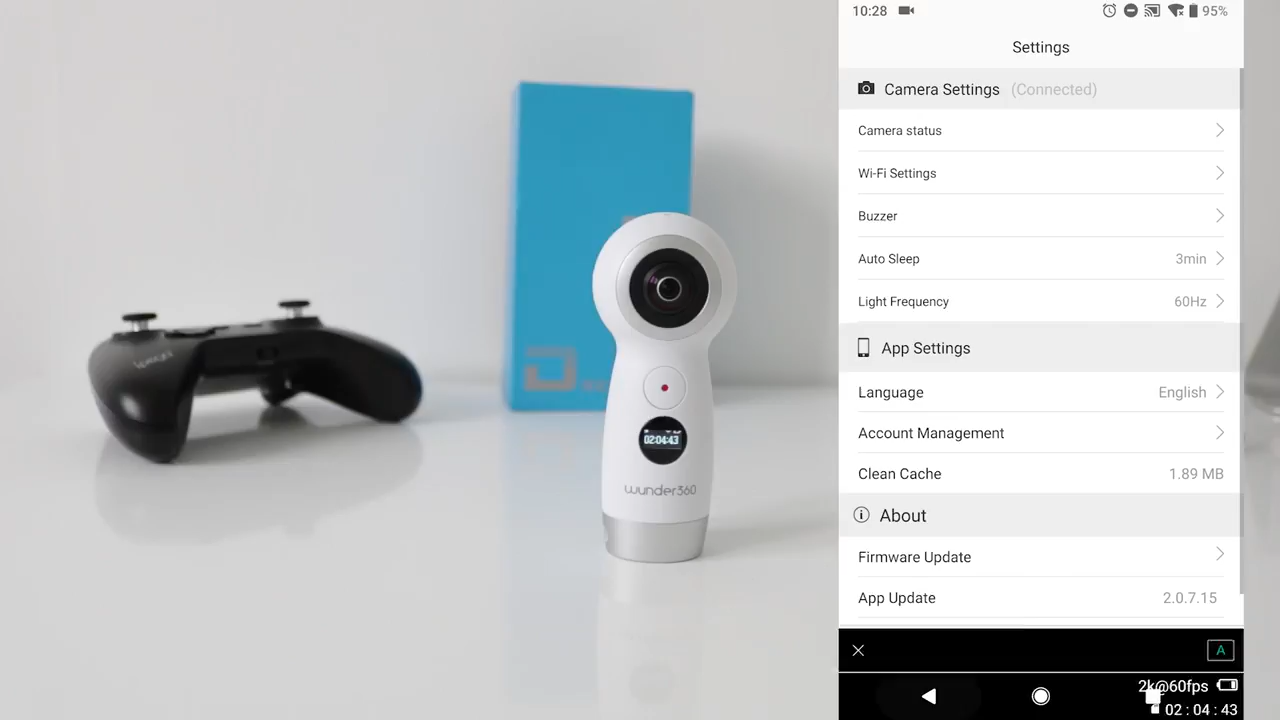 10:28
95%
Settings
Camera Settings (Connected)
Camera status
Wi-Fi Settings
Buzzer
Auto Sleep 3min
Light Frequency 60Hz
App Settings
Language English
Account Management
Clean Cache 1.89 MB
About
Firmware Update
App Update 2.0.7.15
A
2k@60fps
02:04:43
02:04:43
wunder360